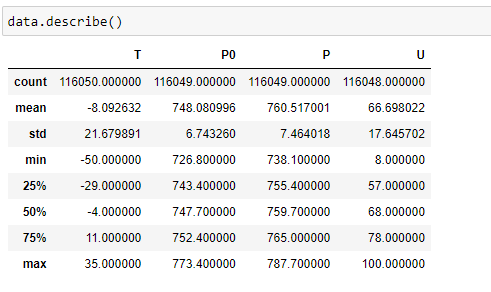 data.describe()
T P0 P U
count 116050.000000 116049.000000 116049.000000 116048.000000
mean -8.092632 748.080996 760.517001 66.698022
std 21.679891 6.743260 7.464018 17.645702
min -50.000000 726.800000 738.100000 8.000000
25% -29.000000 743.400000 755.400000 57.000000
50% -4.000000 747.700000 759.700000 68.000000
75% 11.000000 752.400000 765.000000 78.000000
max 35.000000 773.400000 787.700000 100.000000